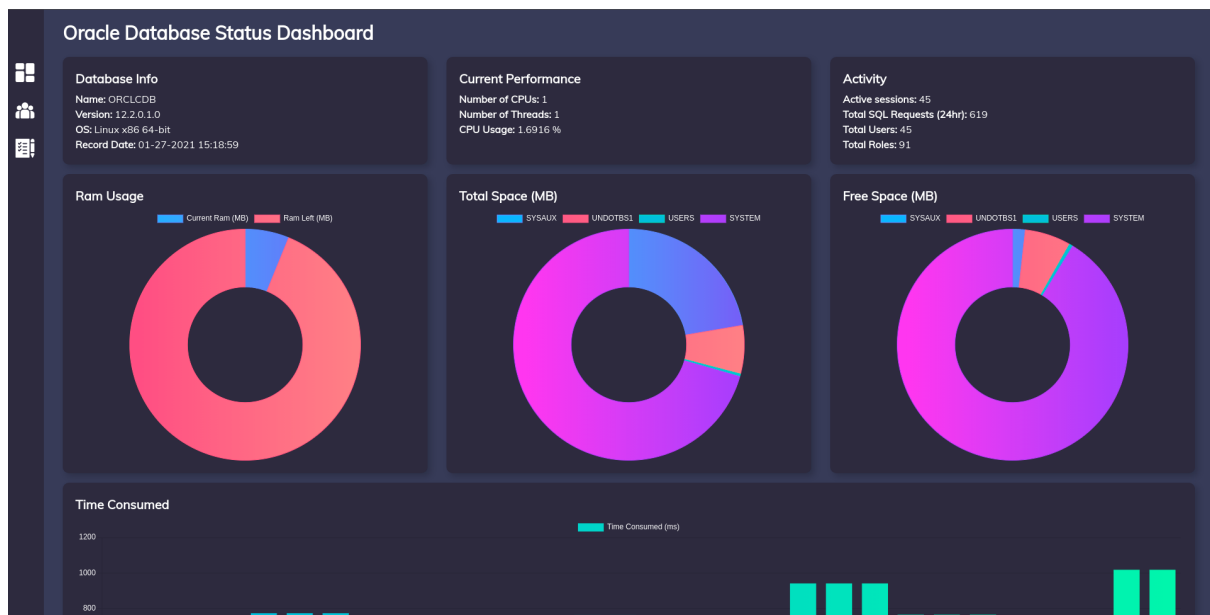 Oracle Database Status Dashboard
Database Info
Name: ORCLCDB
Version: 12.2.0.1.0
OS: Linux x86 64-bit
Record Date: 01-27-2021 15:18:59
Current Performance
Number of CPUs: 1
Number of Threads: 1
CPU Usage: 1.6916 %
Activity
Active sessions: 45
Total SQL Requests (24hr): 619
Total Users: 45
Total Roles: 91
Ram Usage
Current Ram (MB) Ram Left (MB)
Total Space (MB)
SYSAUX UNDOTBS1 USERS SYSTEM
Free Space (MB)
SYSAUX UNDOTBS1 USERS SYSTEM
Time Consumed
Time Consumed (ms)
1200
1000
800